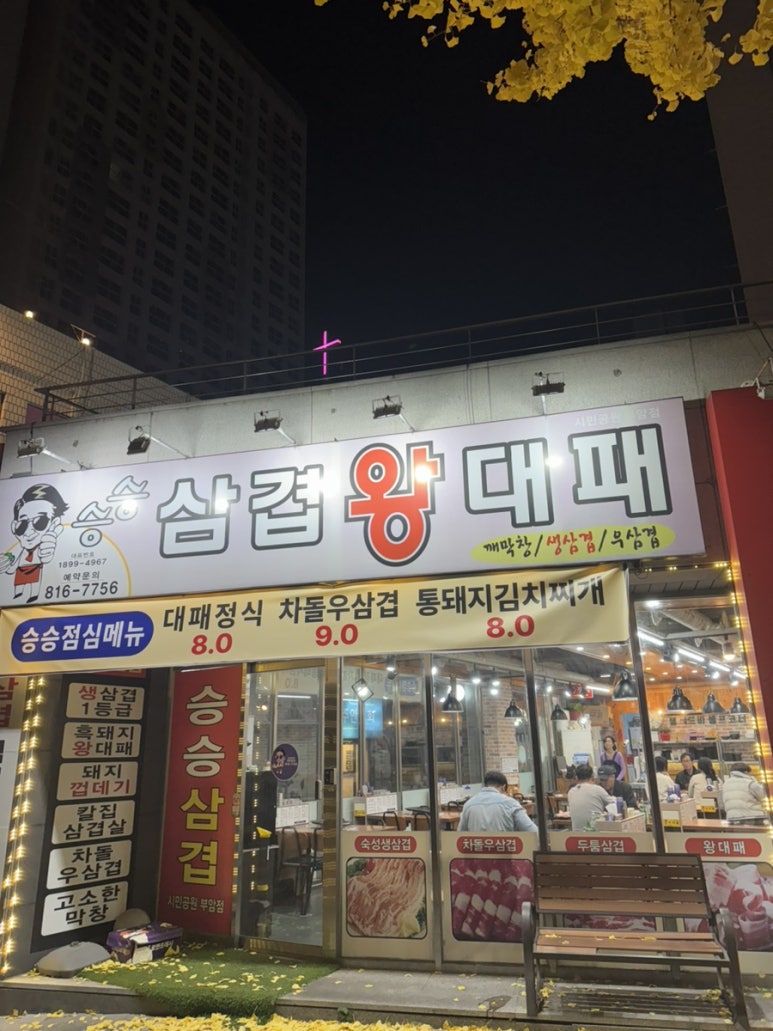 시민공원 부암점
승승삼겹왕대패
깨막창/생삼겹/우삼겹
대표번호
1899-4967
예약문의
816-7756
승승점심메뉴
대패정식 8.0
차돌우삼겹 9.0
통돼지김치찌개 8.0
생삼겹
1등급
흑돼지
왕대패
돼지
껍데기
칼집
삼겹살
차돌
우삼겹
고소한
막창
승승삼겹
시민공원 부암점
숙성생삼겹
차돌우삼겹
두툼삼겹
왕대패